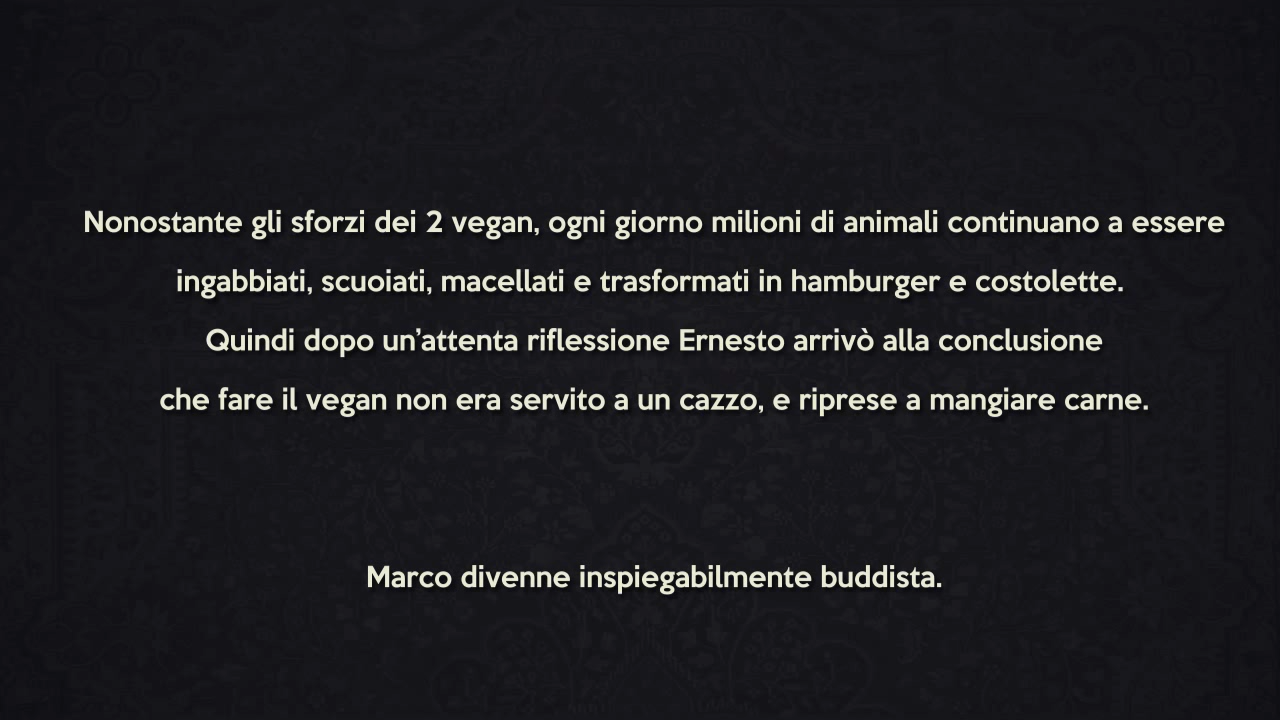 Nonostante gli sforzi dei 2 vegan, ogni giorno milioni di animali continuano a essere
ingabbiati, scuoiati, macellati e trasformati in hamburger e costolette.
Quindi dopo un’attenta riflessione Ernesto arrivò alla conclusione
che fare il vegan non era servito a un cazzo, e riprese a mangiare carne.
Marco divenne inspiegabilmente buddista.